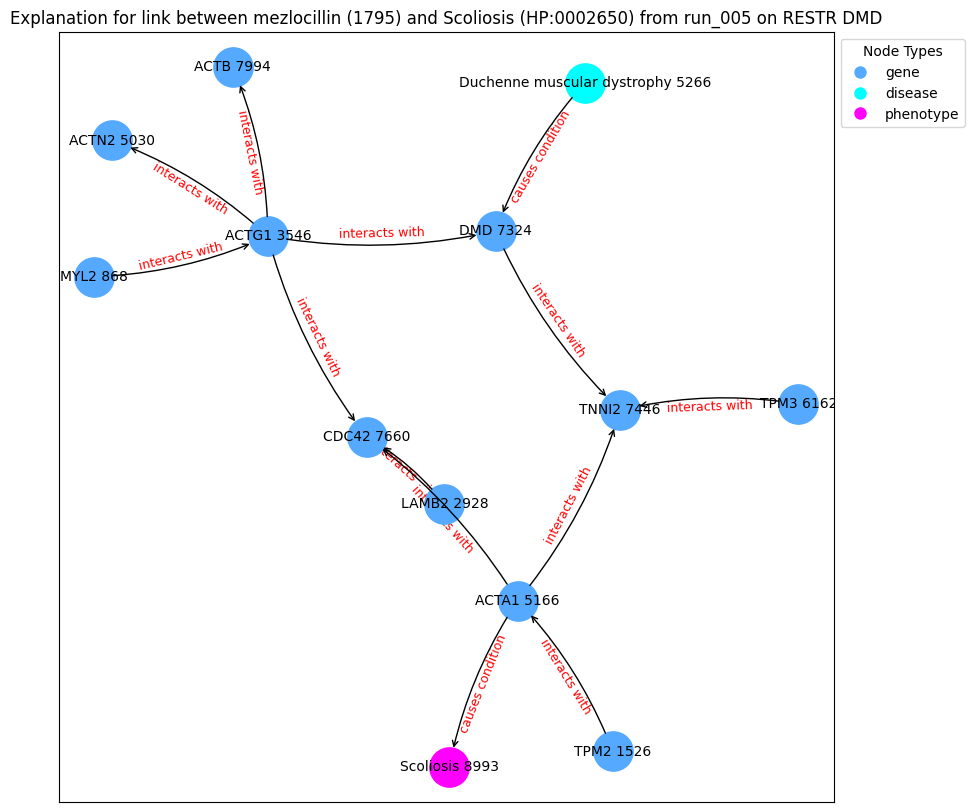 Explanation for link between mezlocillin (1795) and Scoliosis (HP:0002650) from run_005 on RESTR DMD
Node Types
gene
disease
phenotype
ACTB 7994
Duchenne muscular dystrophy 5266
ACTN2 5030
interacts with
causes condition
interacts with
ACTG1 3546
interacts with
DMD 7324
interacts with
MYL2 868
interacts with
interacts with
TNNI2 7446
interacts with
TPM3 6162
CDC42 7660
LAMB2 2928
interacts with
interacts with
ACTA1 5166
causes condition
interacts with
Scoliosis 8993
TPM2 1526